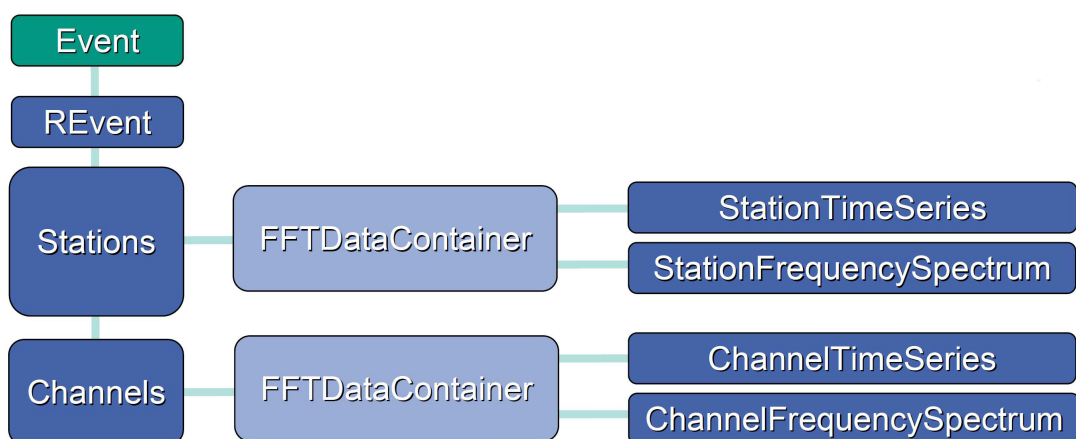 Event
REvent
Stations
FFTDataContainer
StationTimeSeries
StationFrequencySpectrum
Channels
FFTDataContainer
ChannelTimeSeries
ChannelFrequencySpectrum